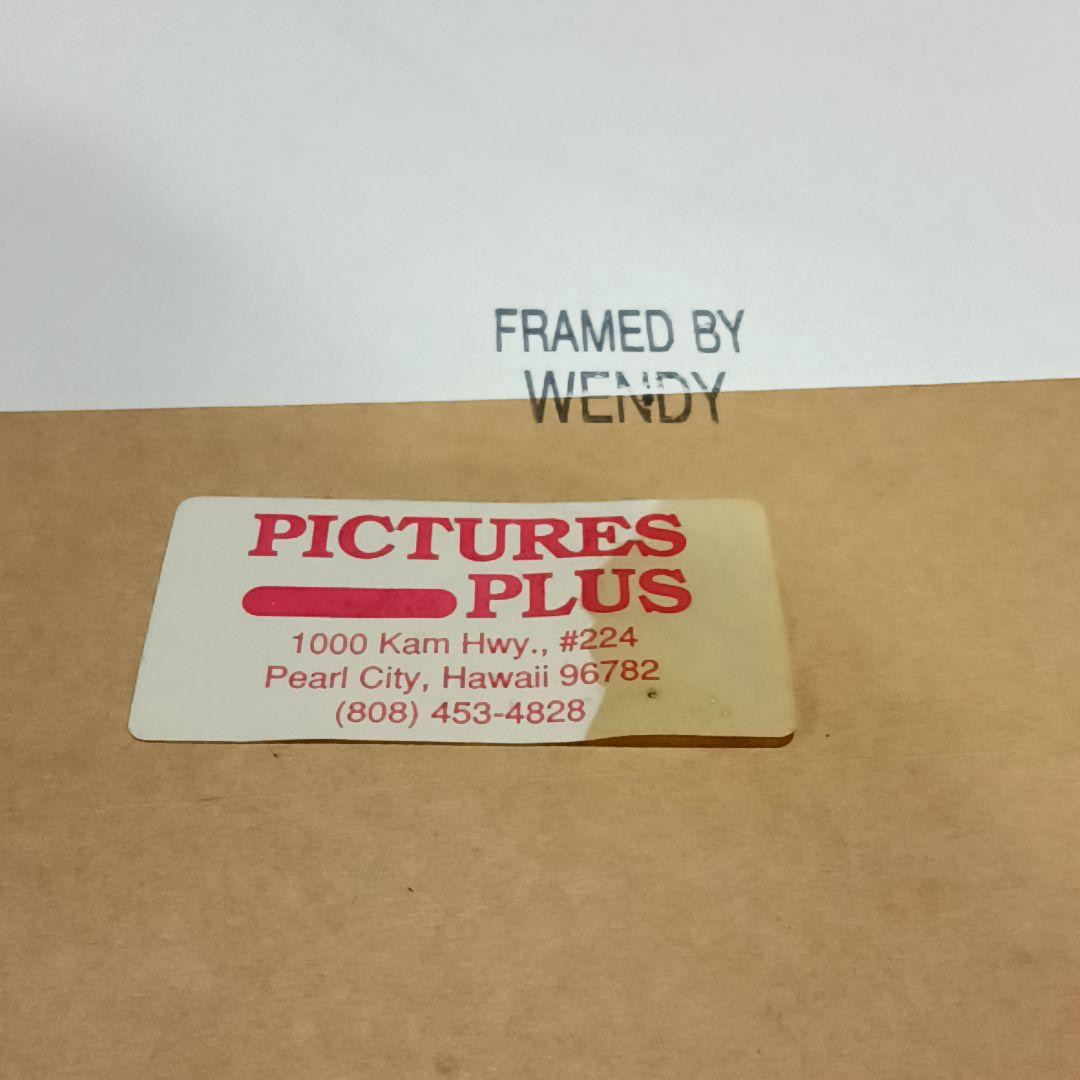 FRAMED BY
WENDY
PICTURES
PLUS
1000 Kam Hwy., #224
Pearl City, Hawaii 96782
(808) 453-4828